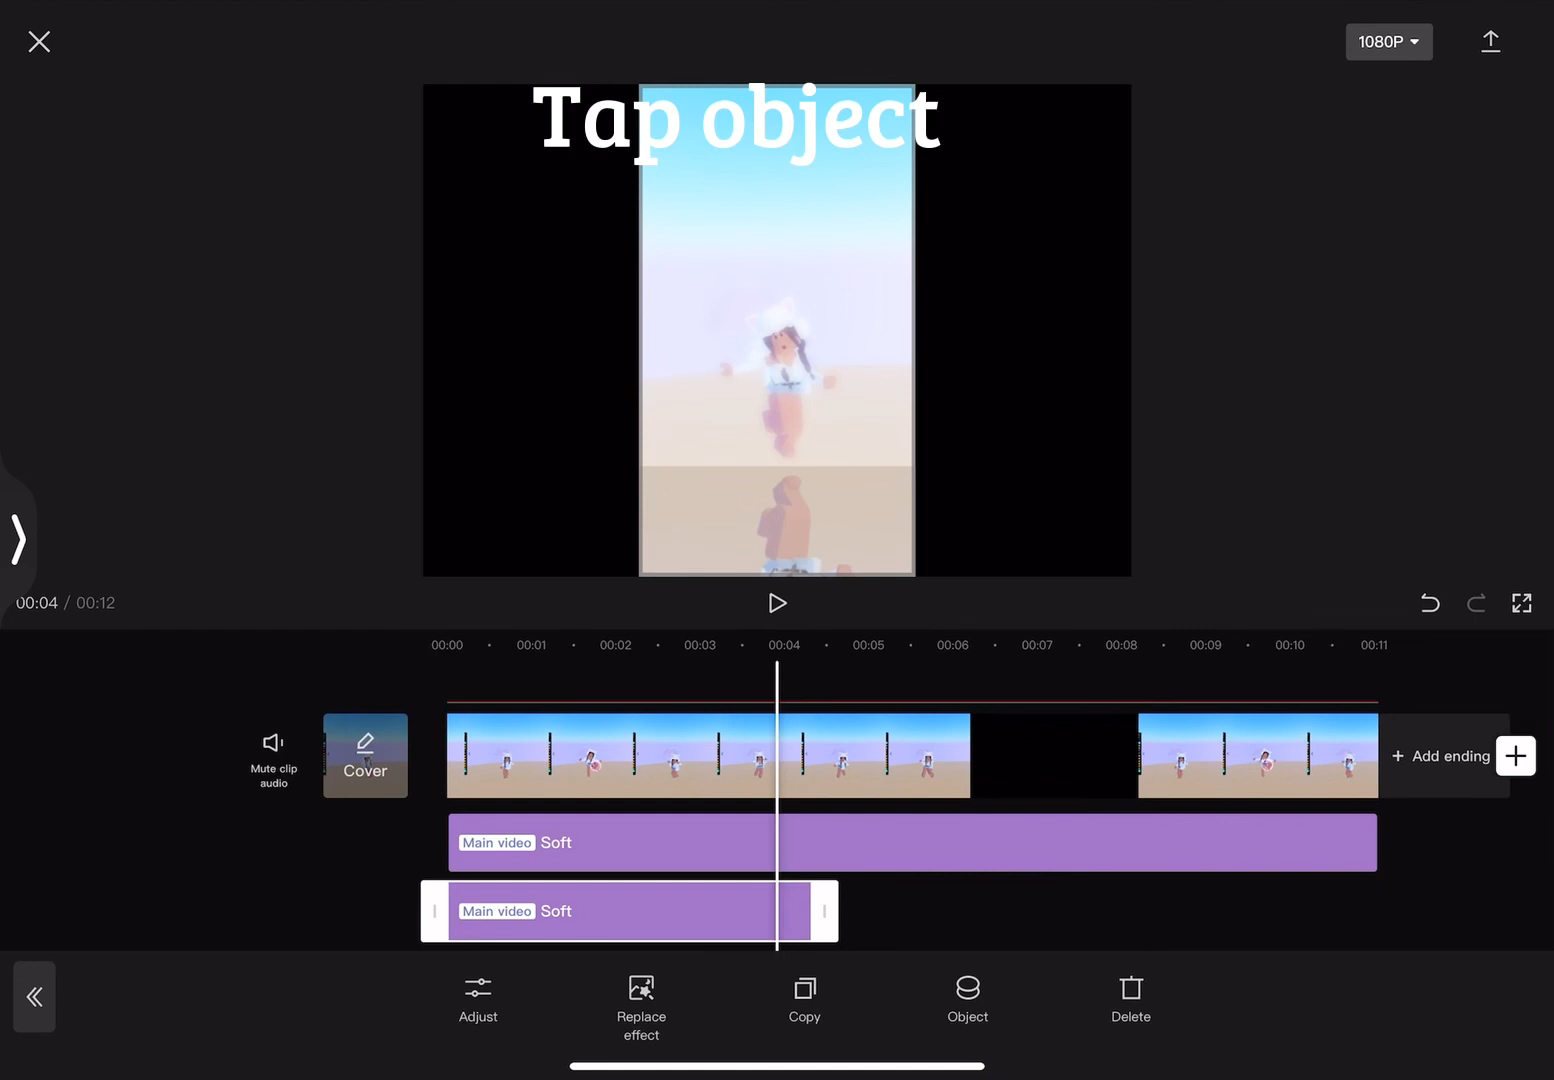 1080P
Tap object
00:04 / 00:12
00:00 00:01 00:02 00:03 00:04 00:05 00:06 00:07 00:08 00:09 00:10 00:11
Mute clip
audio
Cover
+ Add ending
Main video Soft
Main video Soft
Adjust
Replace
effect
Copy
Object
Delete